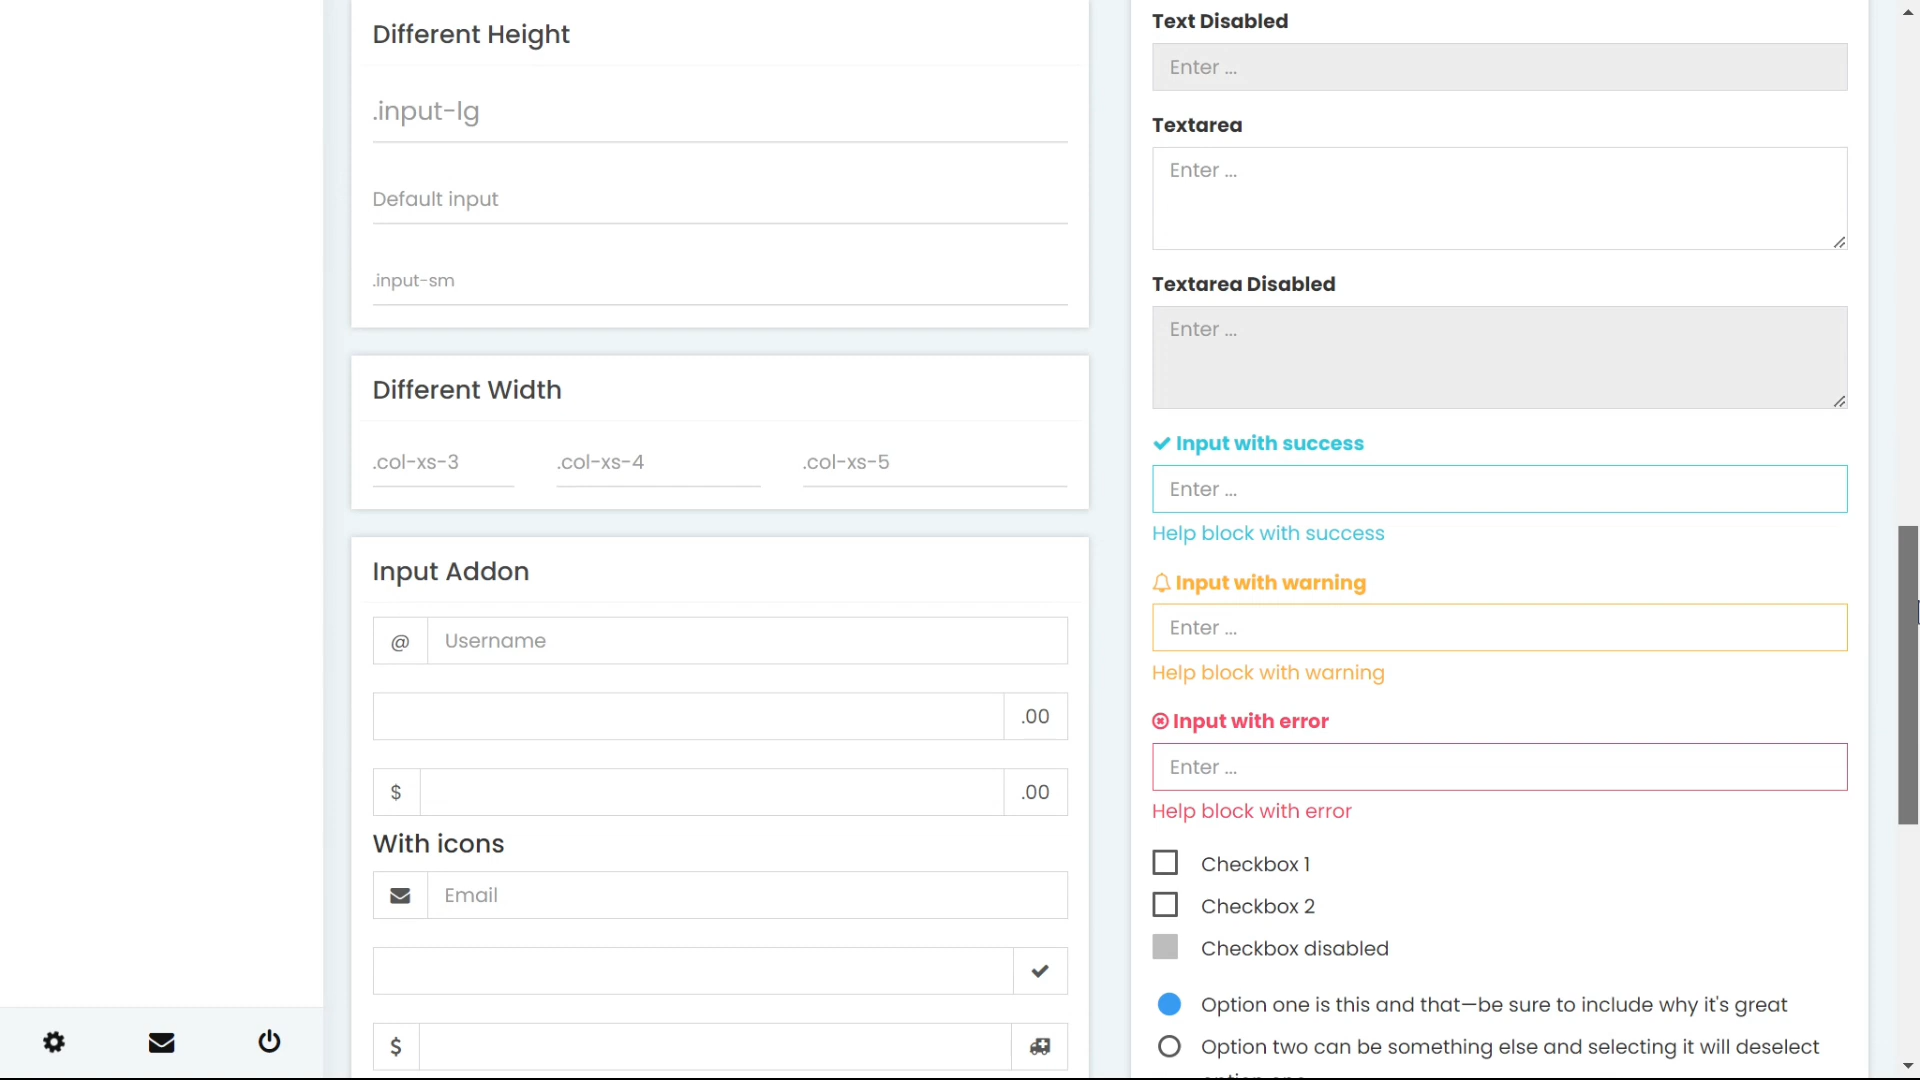 Different Height
.input-lg
Default input
.input-sm
Different Width
.col-xs-3 .col-xs-4 .col-xs-5
Input Addon
@ Username
.00
$ .00
With icons
Email
$
Text Disabled
Enter ...
Textarea
Enter ...
Textarea Disabled
Enter ...
Input with success
Enter ...
Help block with success
Input with warning
Enter ...
Help block with warning
Input with error
Enter ...
Help block with error
Checkbox 1
Checkbox 2
Checkbox disabled
Option one is this and that—be sure to include why it's great
Option two can be something else and selecting it will deselect